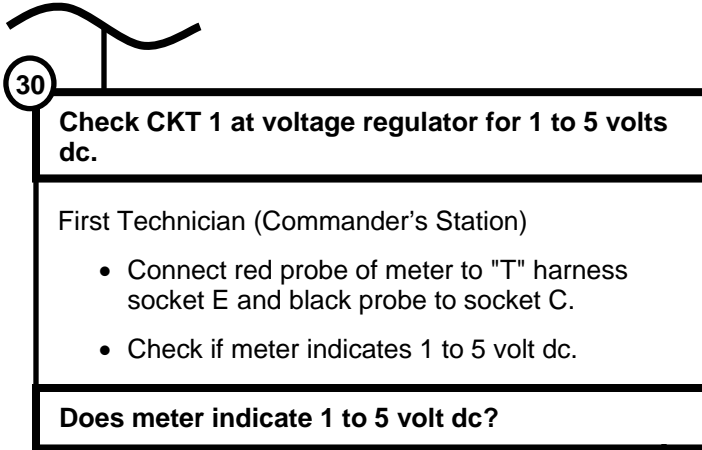 30
Check CKT 1 at voltage regulator for 1 to 5 volts
dc.
First Technician (Commander's Station)
• Connect red probe of meter to "T" harness
socket E and black probe to socket C.
• Check if meter indicates 1 to 5 volt dc.
Does meter indicate 1 to 5 volt dc?